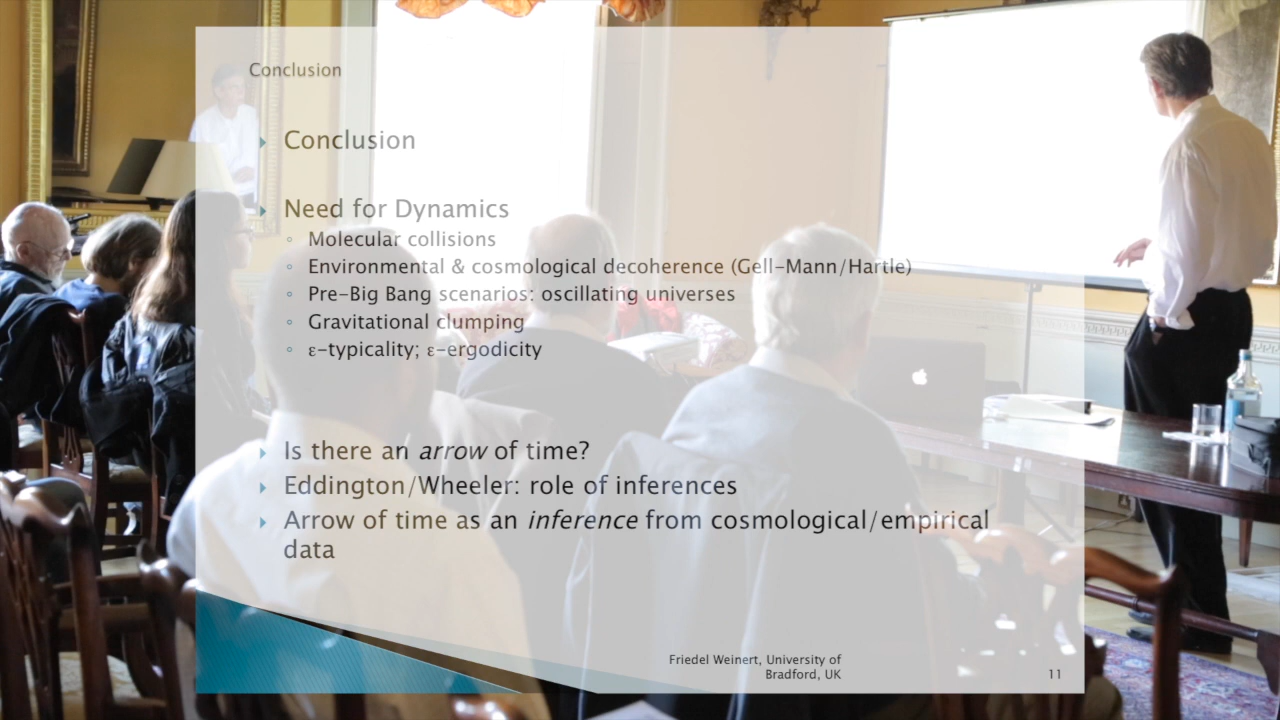 Conclusion
Conclusion
Need for Dynamics
Molecular collisions
Environmental & cosmological decoherence (Gell-Mann/Hartle)
Pre-Big Bang scenarios: oscillating universes
Gravitational clumping
ε-typicality; ε-ergodicity
Is there an arrow of time?
Eddington/Wheeler: role of inferences
Arrow of time as an inference from cosmological/empirical
data
Friedel Weinert, University of
Bradford, UK
11